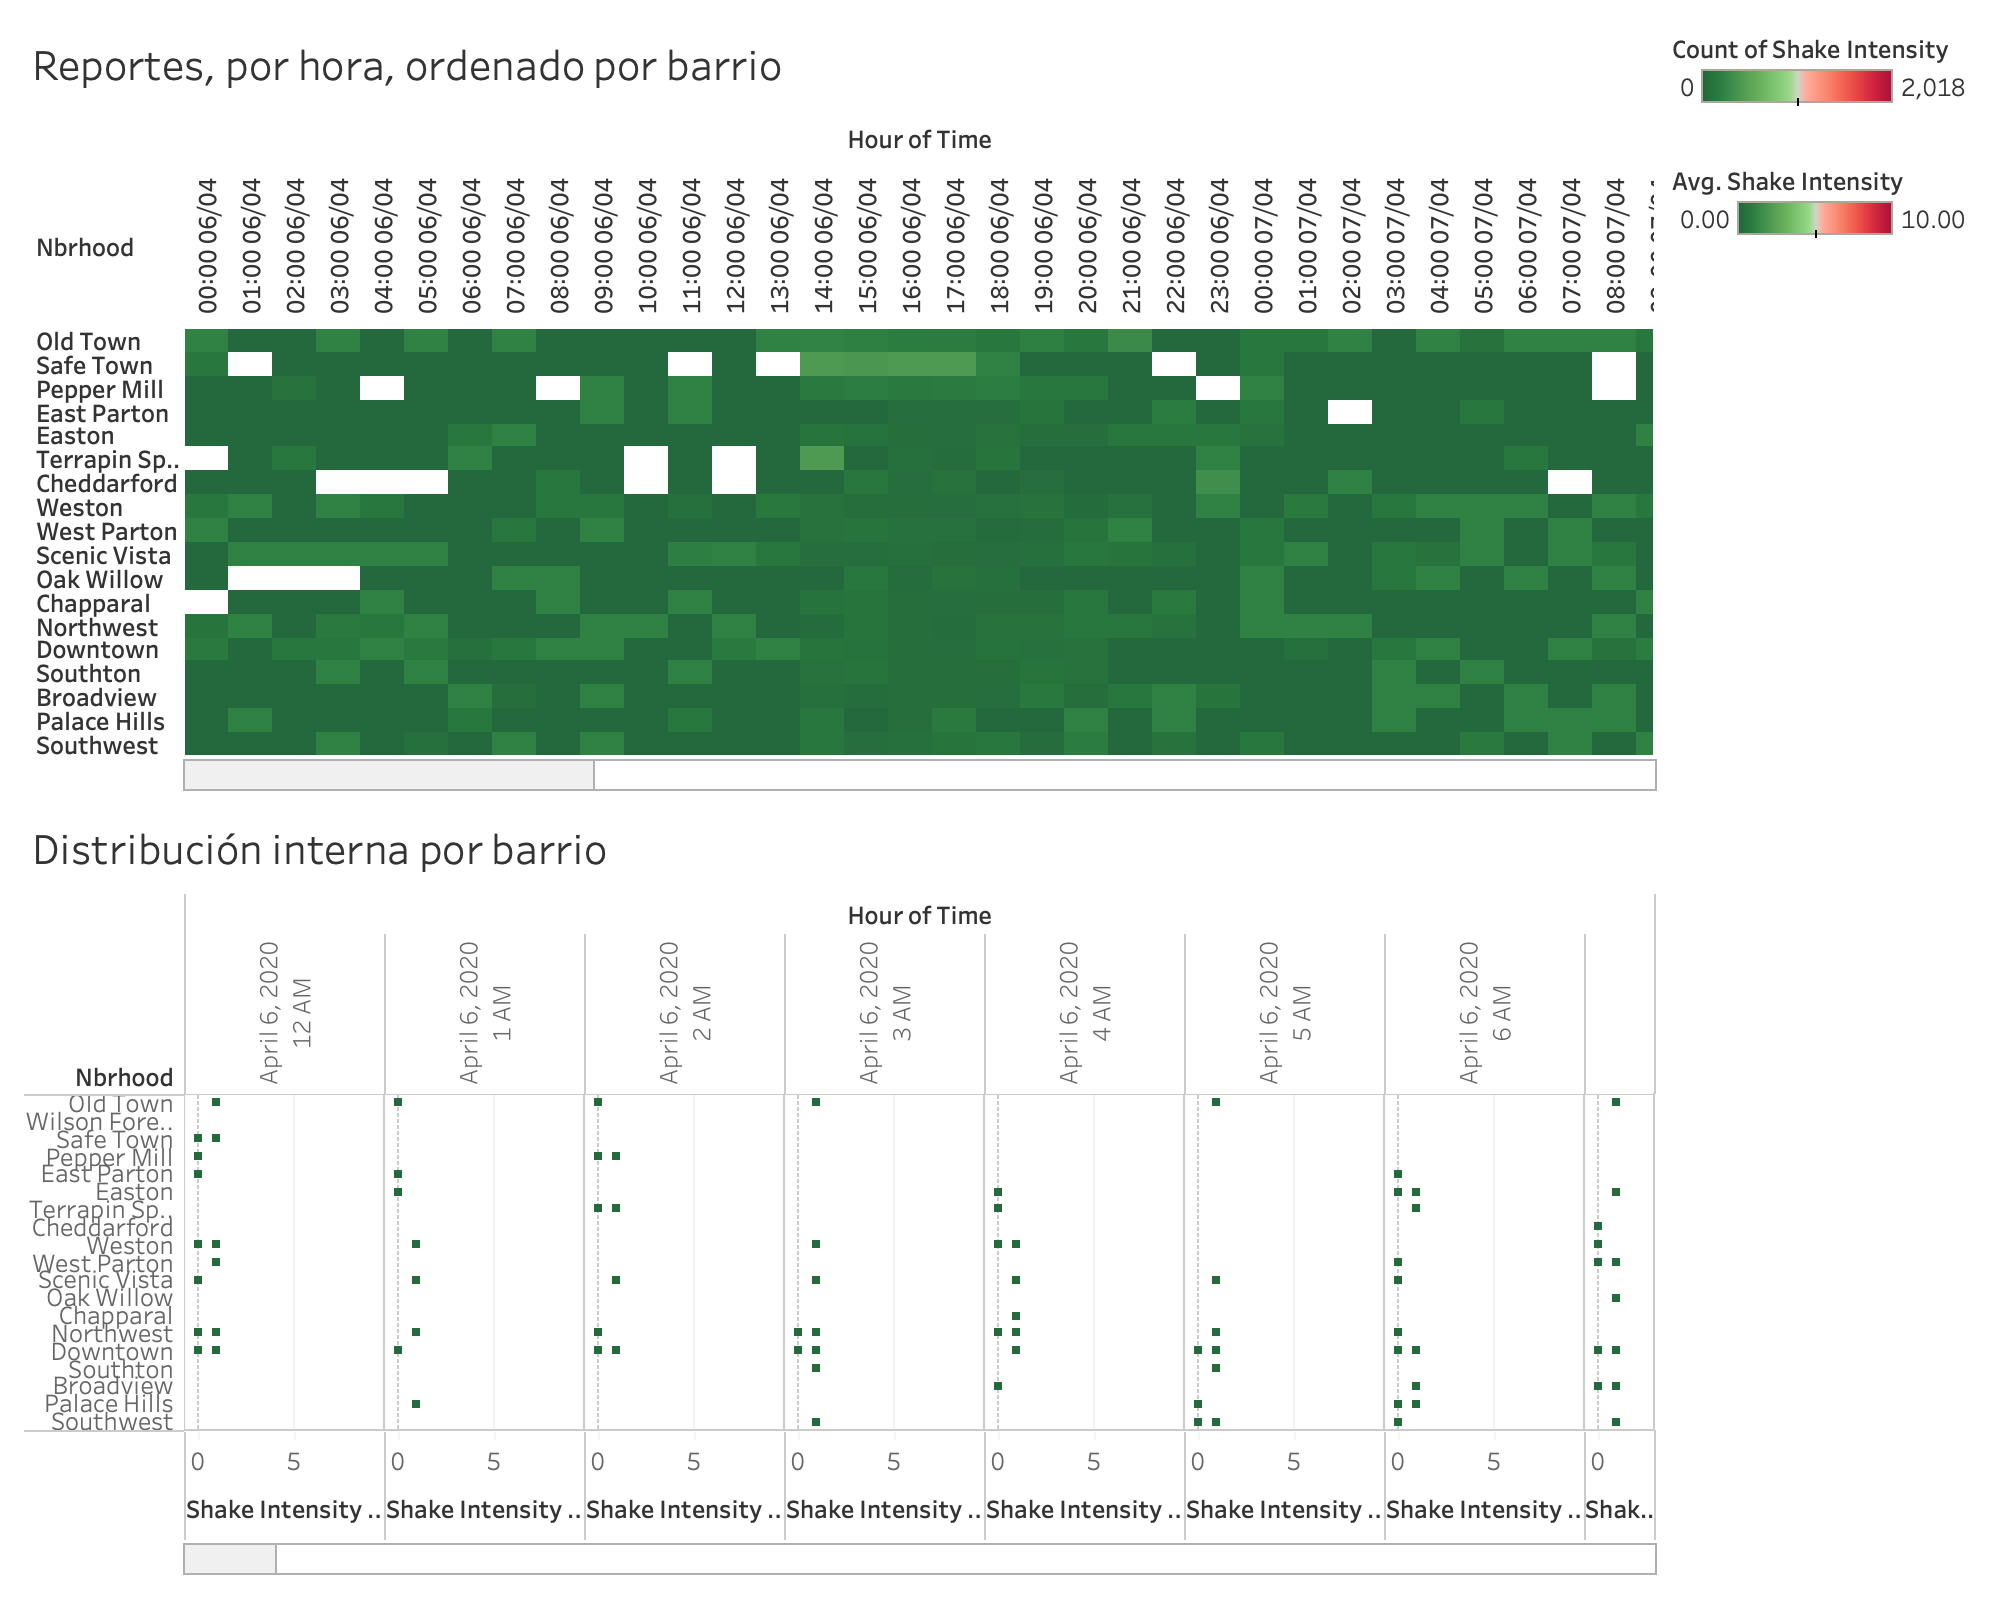 Reportes, por hora, ordenado por barrio
Count of Shake Intensity
0 2,018
Avg. Shake Intensity
0.00 10.00
Hour of Time
Nbrhood
00:00 06/04
01:00 06/04
02:00 06/04
03:00 06/04
04:00 06/04
05:00 06/04
06:00 06/04
07:00 06/04
08:00 06/04
09:00 06/04
10:00 06/04
11:00 06/04
12:00 06/04
13:00 06/04
14:00 06/04
15:00 06/04
16:00 06/04
17:00 06/04
18:00 06/04
19:00 06/04
20:00 06/04
21:00 06/04
22:00 06/04
23:00 06/04
00:00 07/04
01:00 07/04
02:00 07/04
03:00 07/04
04:00 07/04
05:00 07/04
06:00 07/04
07:00 07/04
08:00 07/04
Old Town
Safe Town
Pepper Mill
East Parton
Easton
Terrapin Sp..
Cheddarford
Weston
West Parton
Scenic Vista
Oak Willow
Chapparal
Northwest
Downtown
Southton
Broadview
Palace Hills
Southwest
Distribución interna por barrio
Hour of Time
Nbrhood
April 6, 2020
12 AM
April 6, 2020
1 AM
April 6, 2020
2 AM
April 6, 2020
3 AM
April 6, 2020
4 AM
April 6, 2020
5 AM
April 6, 2020
6 AM
Old Town
Wilson Fore..
Safe Town
Pepper Mill
East Parton
Easton
Terrapin Sp..
Cheddarford
Weston
West Parton
Scenic Vista
Oak Willow
Chapparal
Northwest
Downtown
Southton
Broadview
Palace Hills
Southwest
0 5 0 5 0 5 0 5 0 5 0 5 0 5 0
Shake Intensity .. Shake Intensity .. Shake Intensity .. Shake Intensity .. Shake Intensity .. Shake Intensity .. Shake Intensity .. Shak..